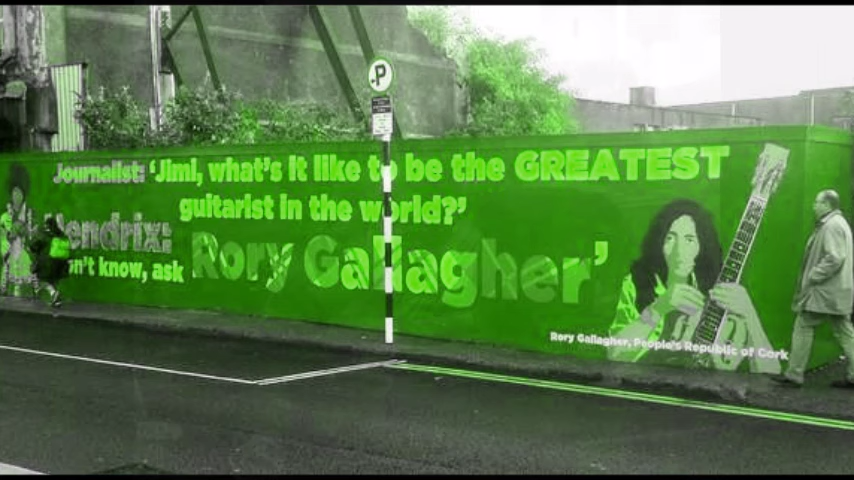 P
Journalist: 'Jimi, what's it like to be the GREATEST
guitarist in the world?'
Hendrix:
n't know, ask Rory Gallagher'
Rory Gallagher, People's Republic of Cork